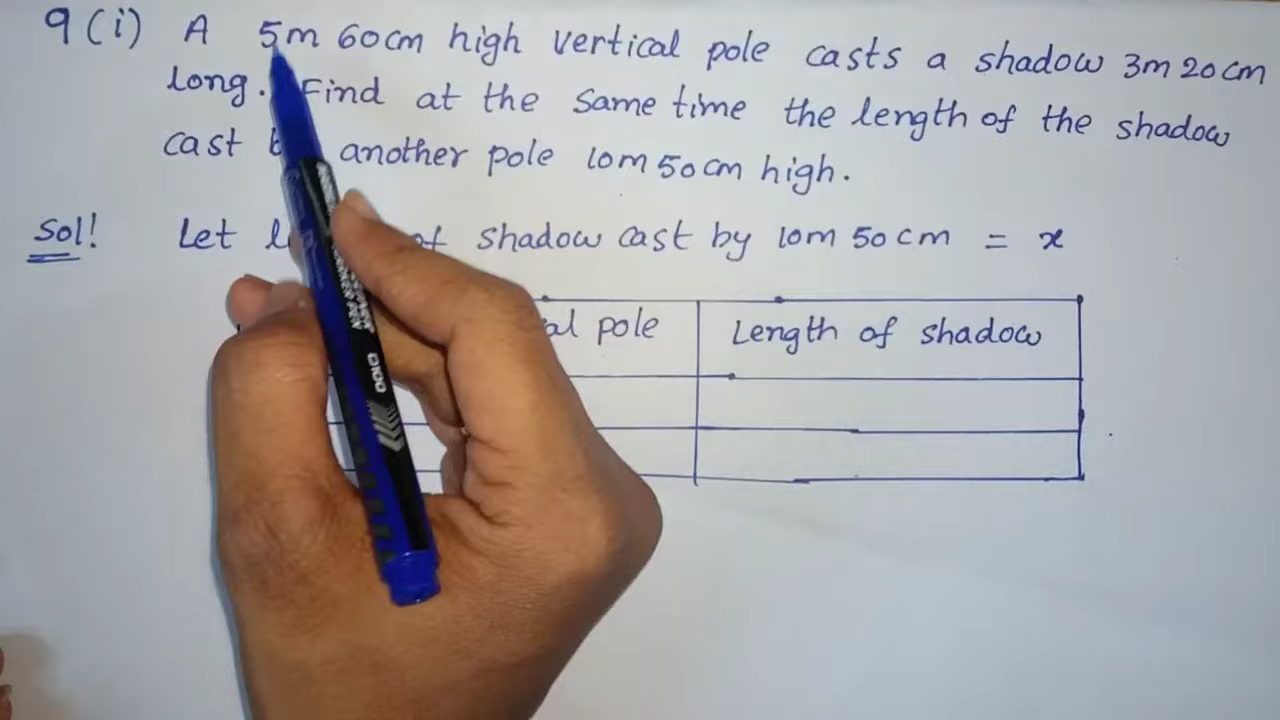 9(i) A 5m 60cm high vertical pole casts a shadow 3m 20cm
long. Find at the same time the length of the shadow
cast another pole 10m 50cm high.
Sol! Let of shadow cast by 10m 50cm = x
pole Length of shadow